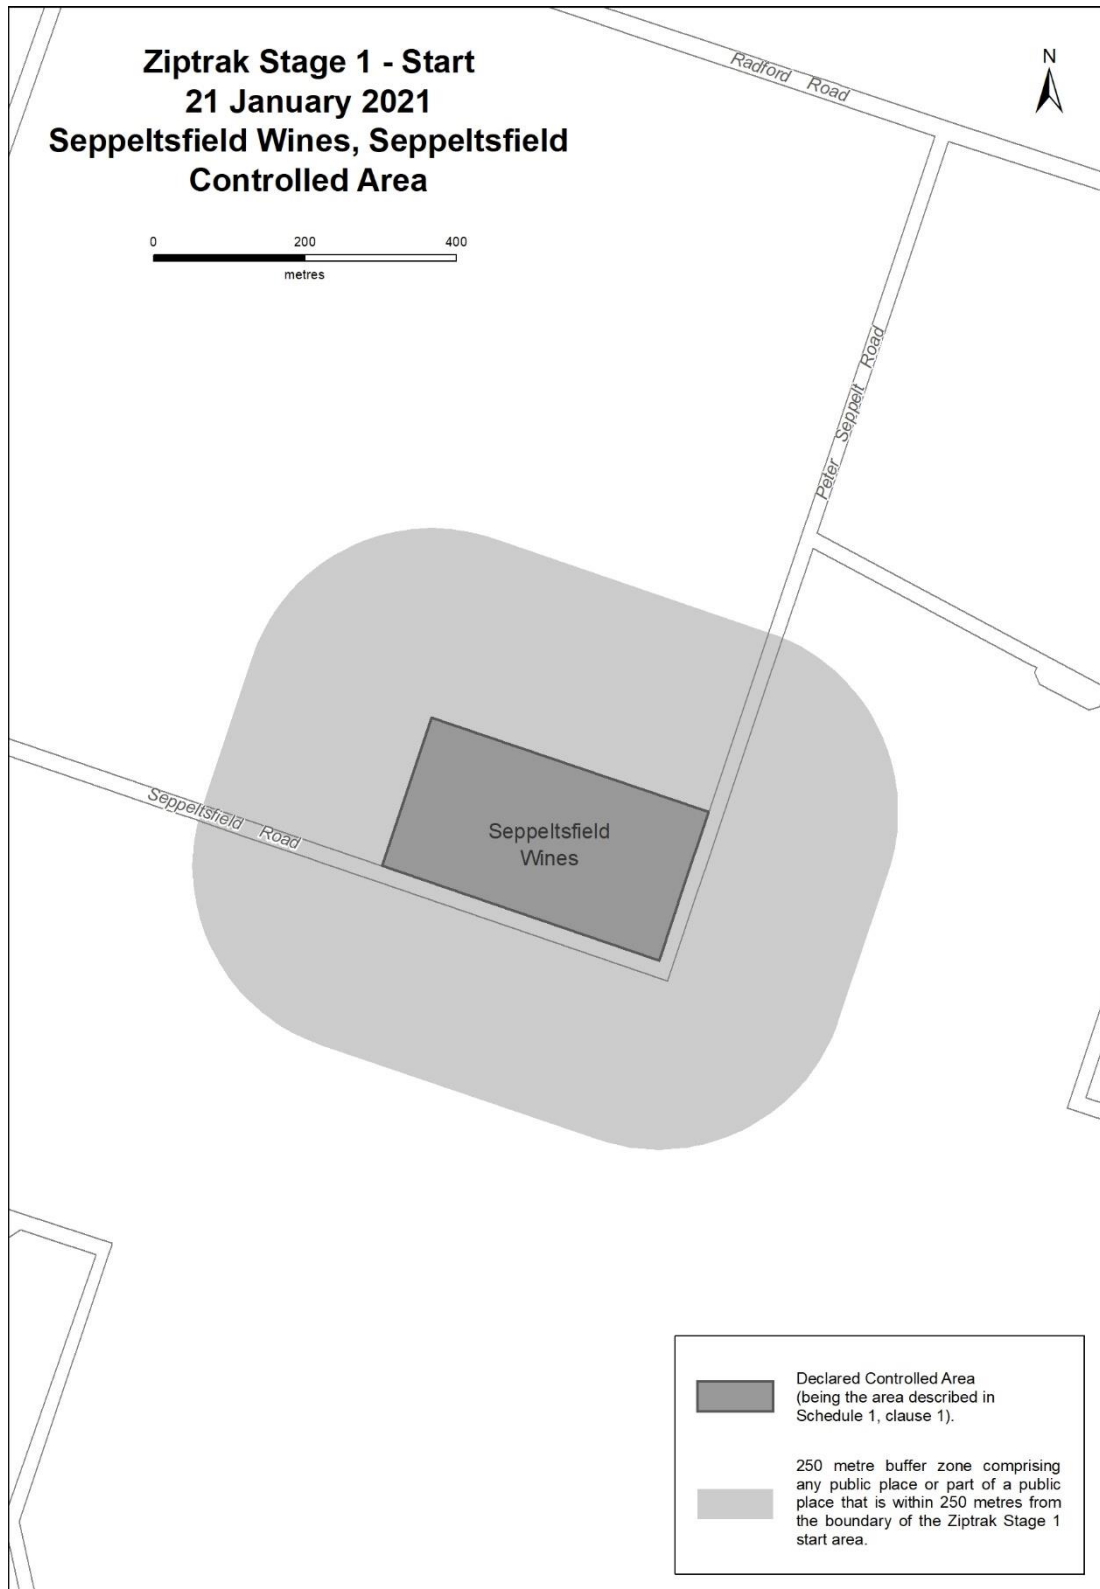 Ziptrak Stage 1 - Start
21 January 2021
Seppeltsfield Wines, Seppeltsfield
Controlled Area
0 200 400
metres
N
Radford Road
Peter Seppelt Road
Seppeltsfield Road
Seppeltsfield
Wines
Declared Controlled Area
(being the area described in
Schedule 1, clause 1).
250 metre buffer zone comprising
any public place or part of a public
place that is within 250 metres from
the boundary of the Ziptrak Stage 1
start area.